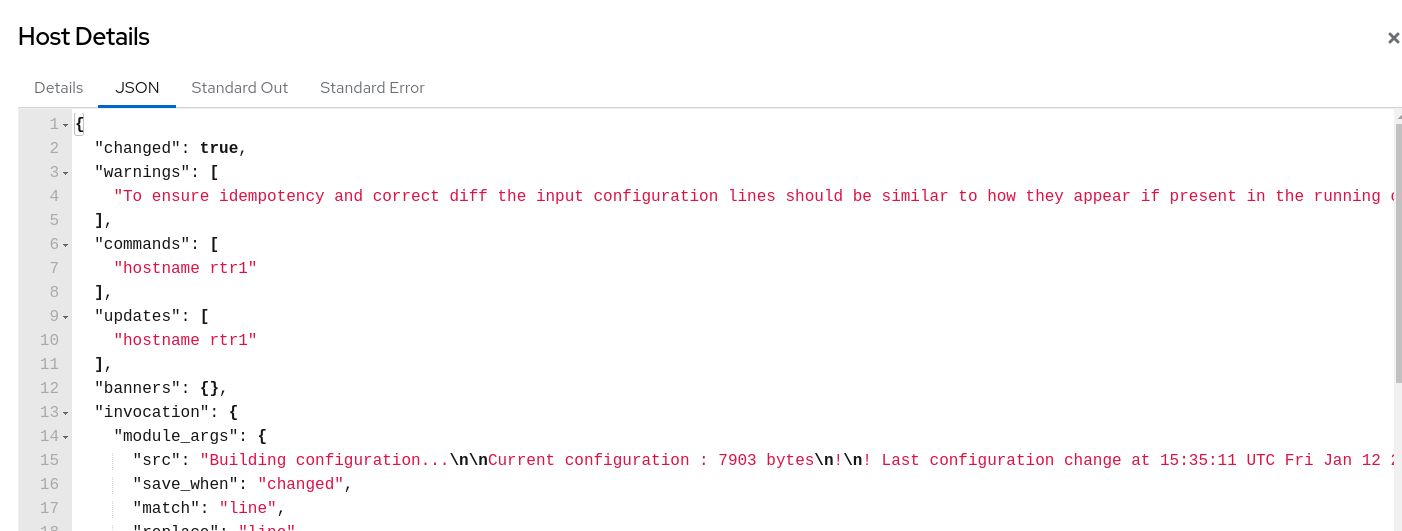 Host Details
×
Details JSON Standard Out Standard Error
1 {
2 "changed": true,
3 "warnings": [
4 "To ensure idempotency and correct diff the input configuration lines should be similar to how they appear if present in the running
5 ],
6 "commands": [
7 "hostname rtr1"
8 ],
9 "updates": [
10 "hostname rtr1"
11 ],
12 "banners": {},
13 "invocation": {
14 "module_args": {
15 "src": "Building configuration...\n\nCurrent configuration : 7903 bytes\n!\n! Last configuration change at 15:35:11 UTC Fri Jan 12
16 "save_when": "changed",
17 "match": "line",
18 "replace": "line"